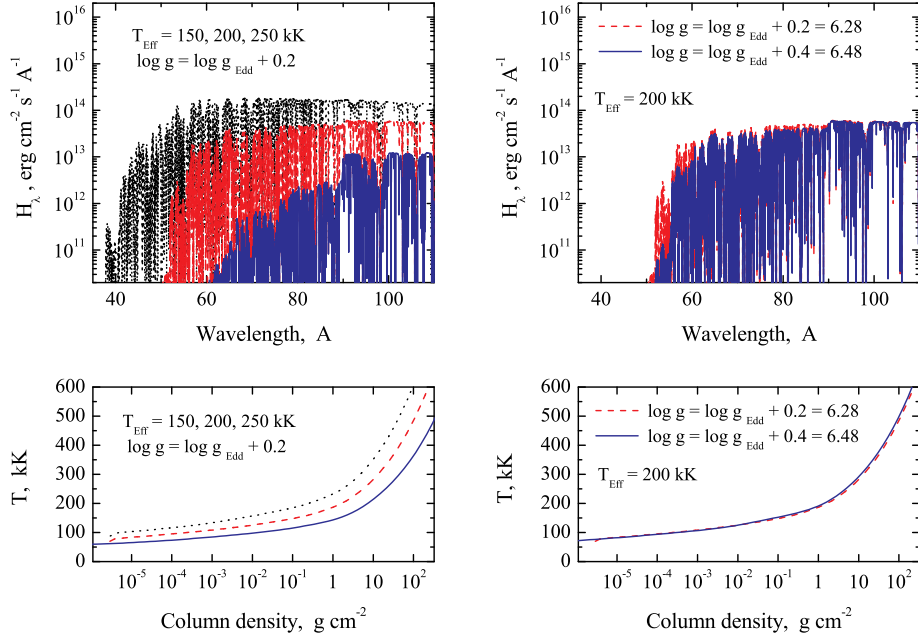 10^16
10^15
10^14
10^13
10^12
10^11
H_λ, erg cm^-2 s^-1 A^-1
T_Eff = 150, 200, 250 kK
log g = log g_Edd + 0.2
40 60 80 100
Wavelength, A
10^16
10^15
10^14
10^13
10^12
10^11
H_λ, erg cm^-2 s^-1 A^-1
log g = log g_Edd + 0.2 = 6.28
log g = log g_Edd + 0.4 = 6.48
T_Eff = 200 kK
40 60 80 100
Wavelength, A
600
500
400
300
200
100
0
T, kK
T_Eff = 150, 200, 250 kK
log g = log g_Edd + 0.2
10^-5 10^-4 10^-3 10^-2 10^-1 1 10^1 10^2
Column density, g cm^-2
600
500
400
300
200
100
0
T, kK
log g = log g_Edd + 0.2 = 6.28
log g = log g_Edd + 0.4 = 6.48
T_Eff = 200 kK
10^-5 10^-4 10^-3 10^-2 10^-1 1 10^1 10^2
Column density, g cm^-2